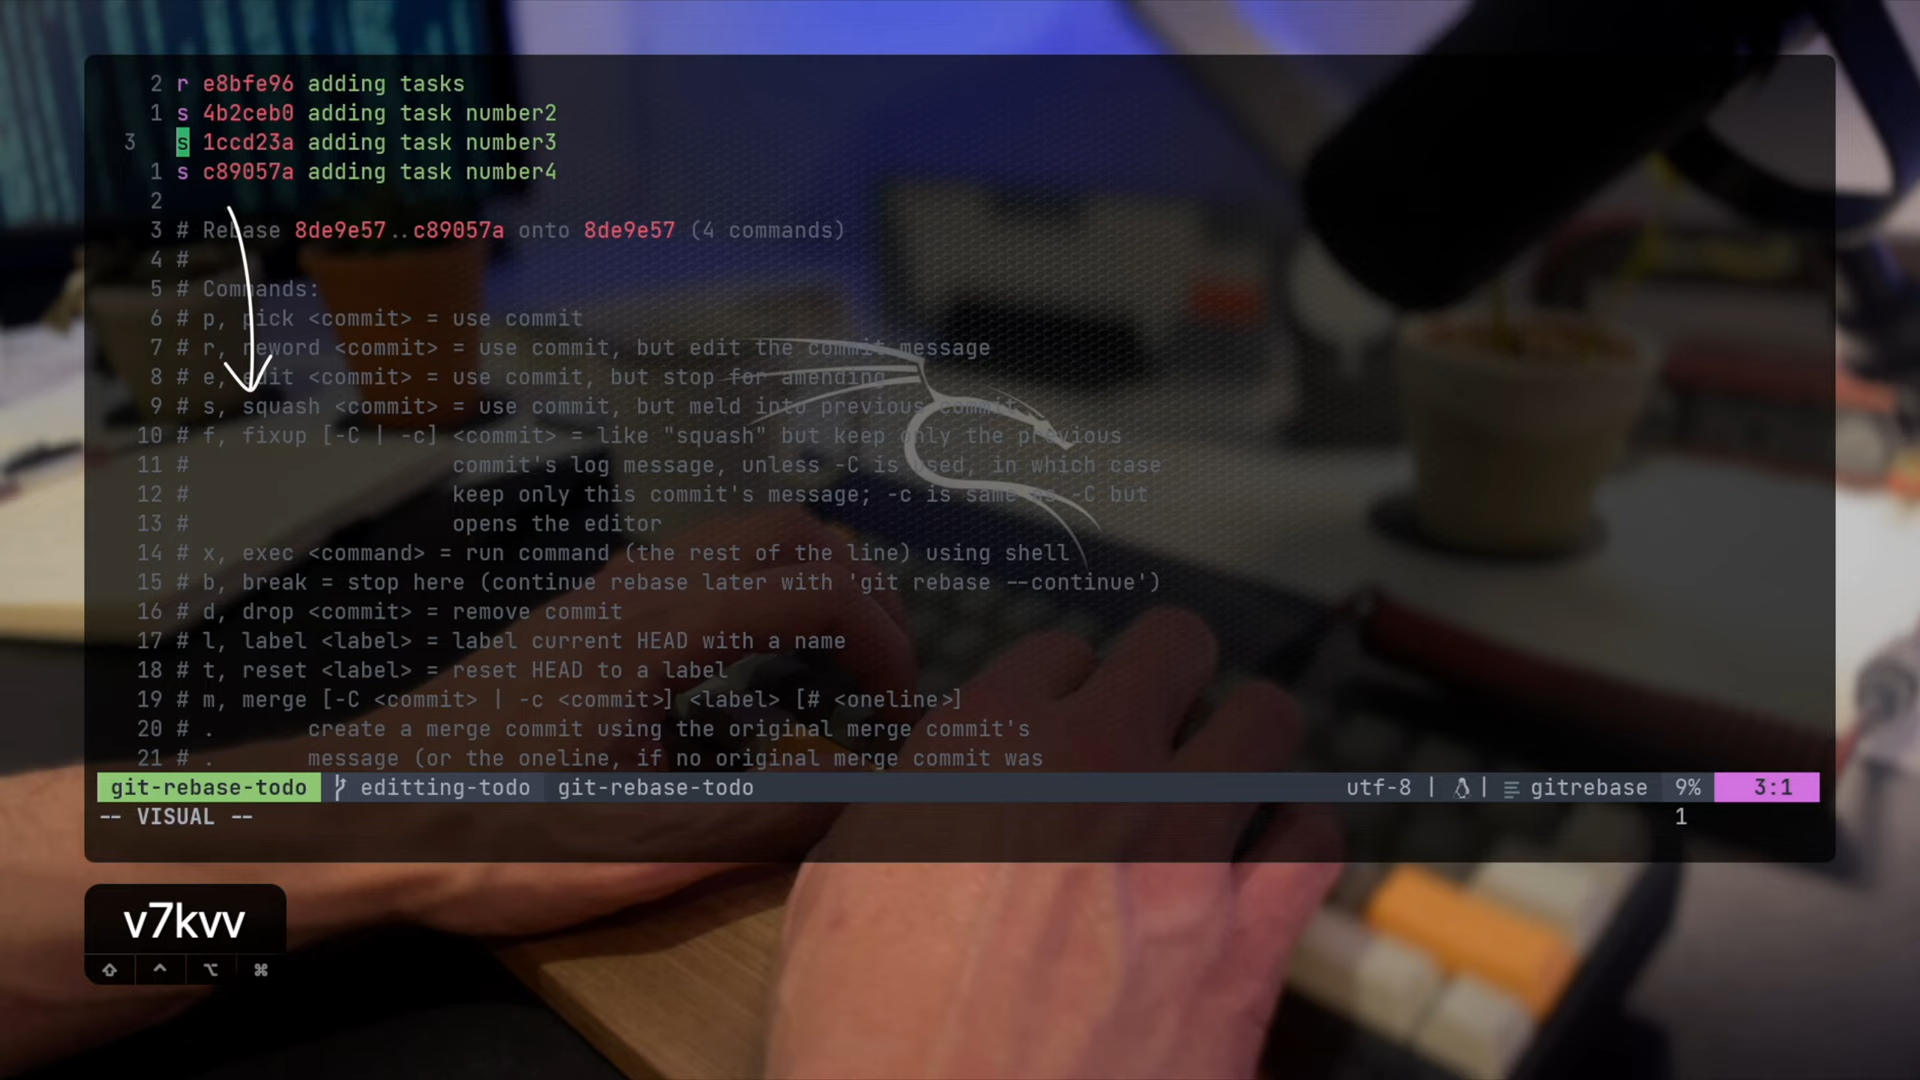 2 r e8bfe96 adding tasks
1 s 4b2ceb0 adding task number2
3 s 1ccd23a adding task number3
1 s c89057a adding task number4
2
3 # Rebase 8de9e57..c89057a onto 8de9e57 (4 commands)
4 #
5 # Commands:
6 # p, pick <commit> = use commit
7 # r, reword <commit> = use commit, but edit the commit message
8 # e, edit <commit> = use commit, but stop for amending
9 # s, squash <commit> = use commit, but meld into previous commit
10 # f, fixup [-C | -c] <commit> = like "squash" but keep only the previous
11 # commit's log message, unless -C is used, in which case
12 # keep only this commit's message; -c is same as -C but
13 # opens the editor
14 # x, exec <command> = run command (the rest of the line) using shell
15 # b, break = stop here (continue rebase later with 'git rebase --continue')
16 # d, drop <commit> = remove commit
17 # l, label <label> = label current HEAD with a name
18 # t, reset <label> = reset HEAD to a label
19 # m, merge [-C <commit> | -c <commit>] <label> [# <oneline>]
20 # . create a merge commit using the original merge commit's
21 # . message (or the oneline, if no original merge commit was
git-rebase-todo editting-todo git-rebase-todo utf-8 | | gitrebase 9% 3:1
-- VISUAL -- 1
v7kvv